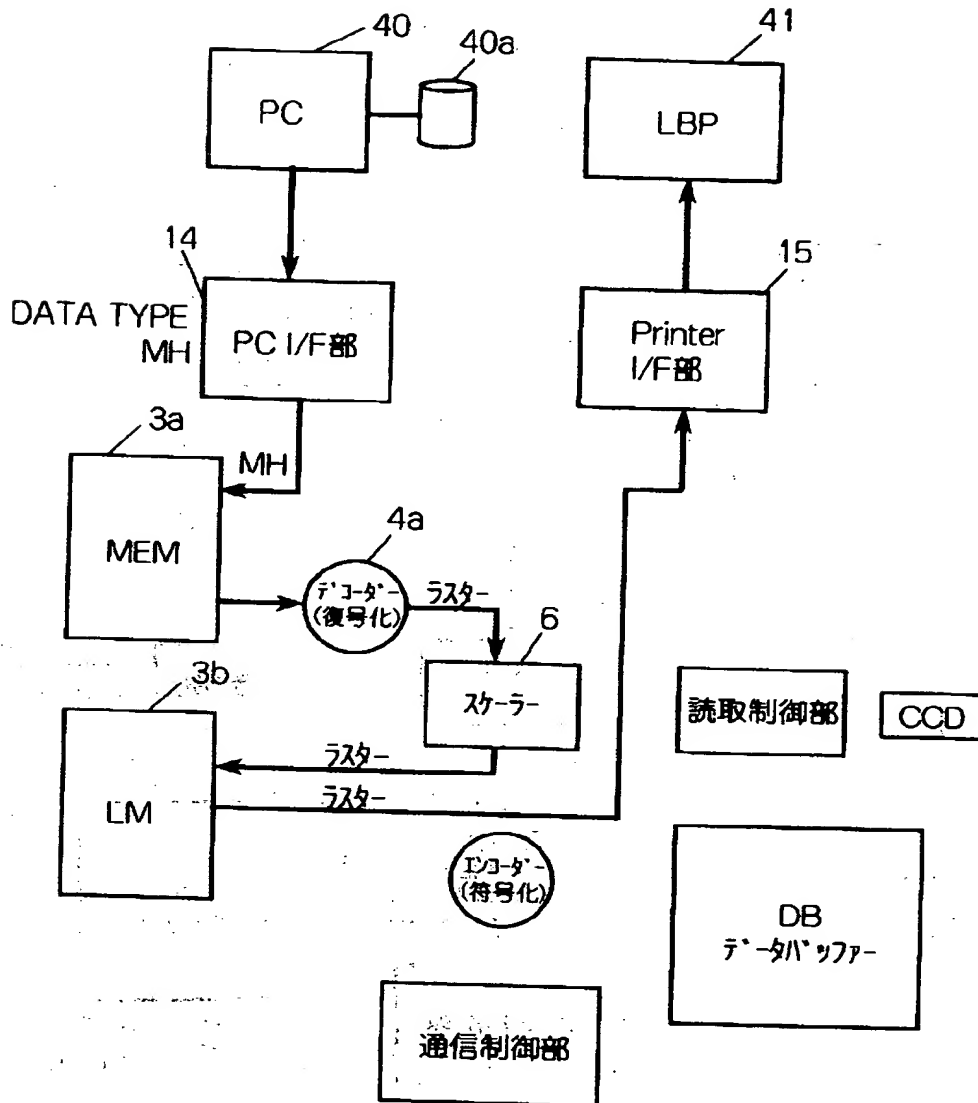 40
40a
PC
41
LBP
14
DATA TYPE
MH
PC I/F部
15
Printer
I/F部
3a
MH
MEM
4a
デコーダー
(復号化)
ラスター
6
スケーラー
3b
LM
ラスター
ラスター
読取制御部
CCD
エンコーダー
(符号化)
DB
データバッファー
通信制御部